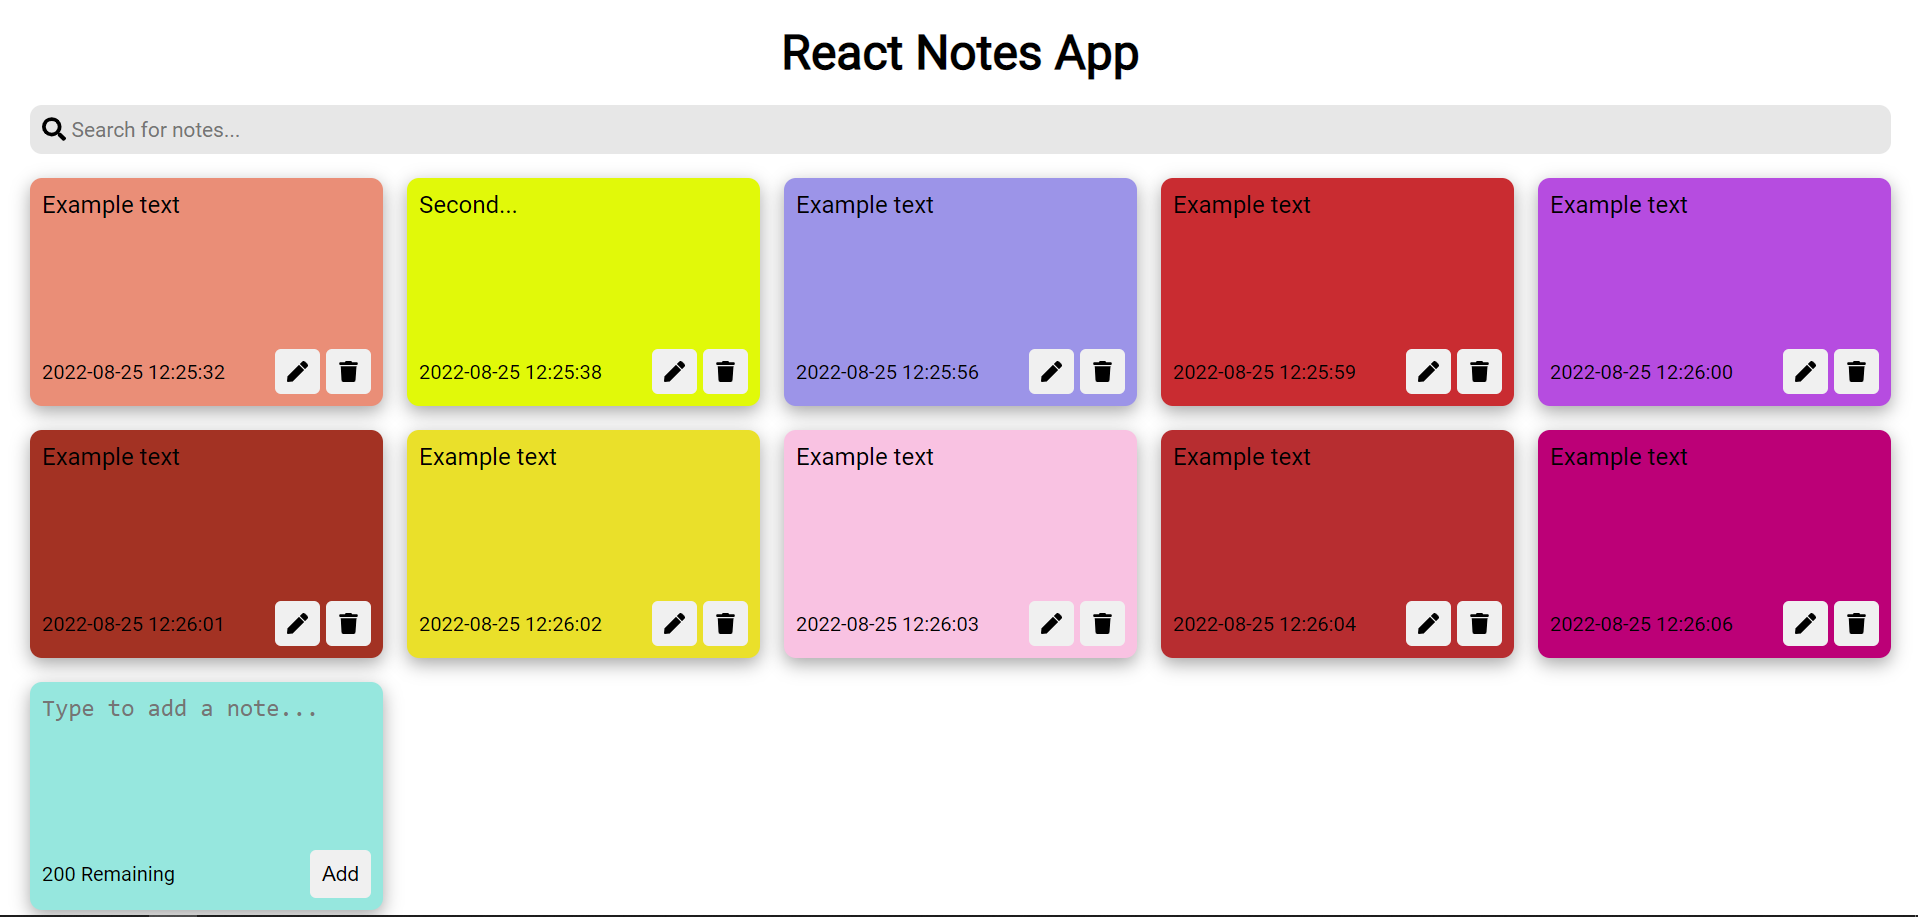 React Notes App
Search for notes...
Example text
Second...
Example text
Example text
Example text
2022-08-25 12:25:32
2022-08-25 12:25:38
2022-08-25 12:25:56
2022-08-25 12:25:59
2022-08-25 12:26:00
Example text
Example text
Example text
Example text
Example text
2022-08-25 12:26:01
2022-08-25 12:26:02
2022-08-25 12:26:03
2022-08-25 12:26:04
2022-08-25 12:26:06
Type to add a note...
200 Remaining
Add